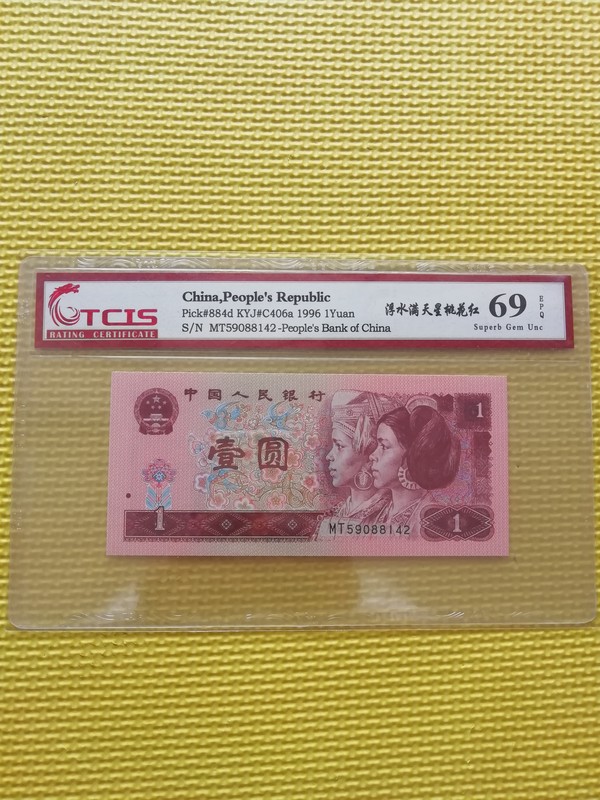 TCIS
RATING CERTIFICATE
China,People's Republic
Pick#884d KYJ#C406a 1996 1Yuan
S/N MT59088142-People's Bank of China
浮水满天星桃花红
69
EPQ
Superb Gem Unc
中国人民银行
1
壹圆
MT59088142
1
1